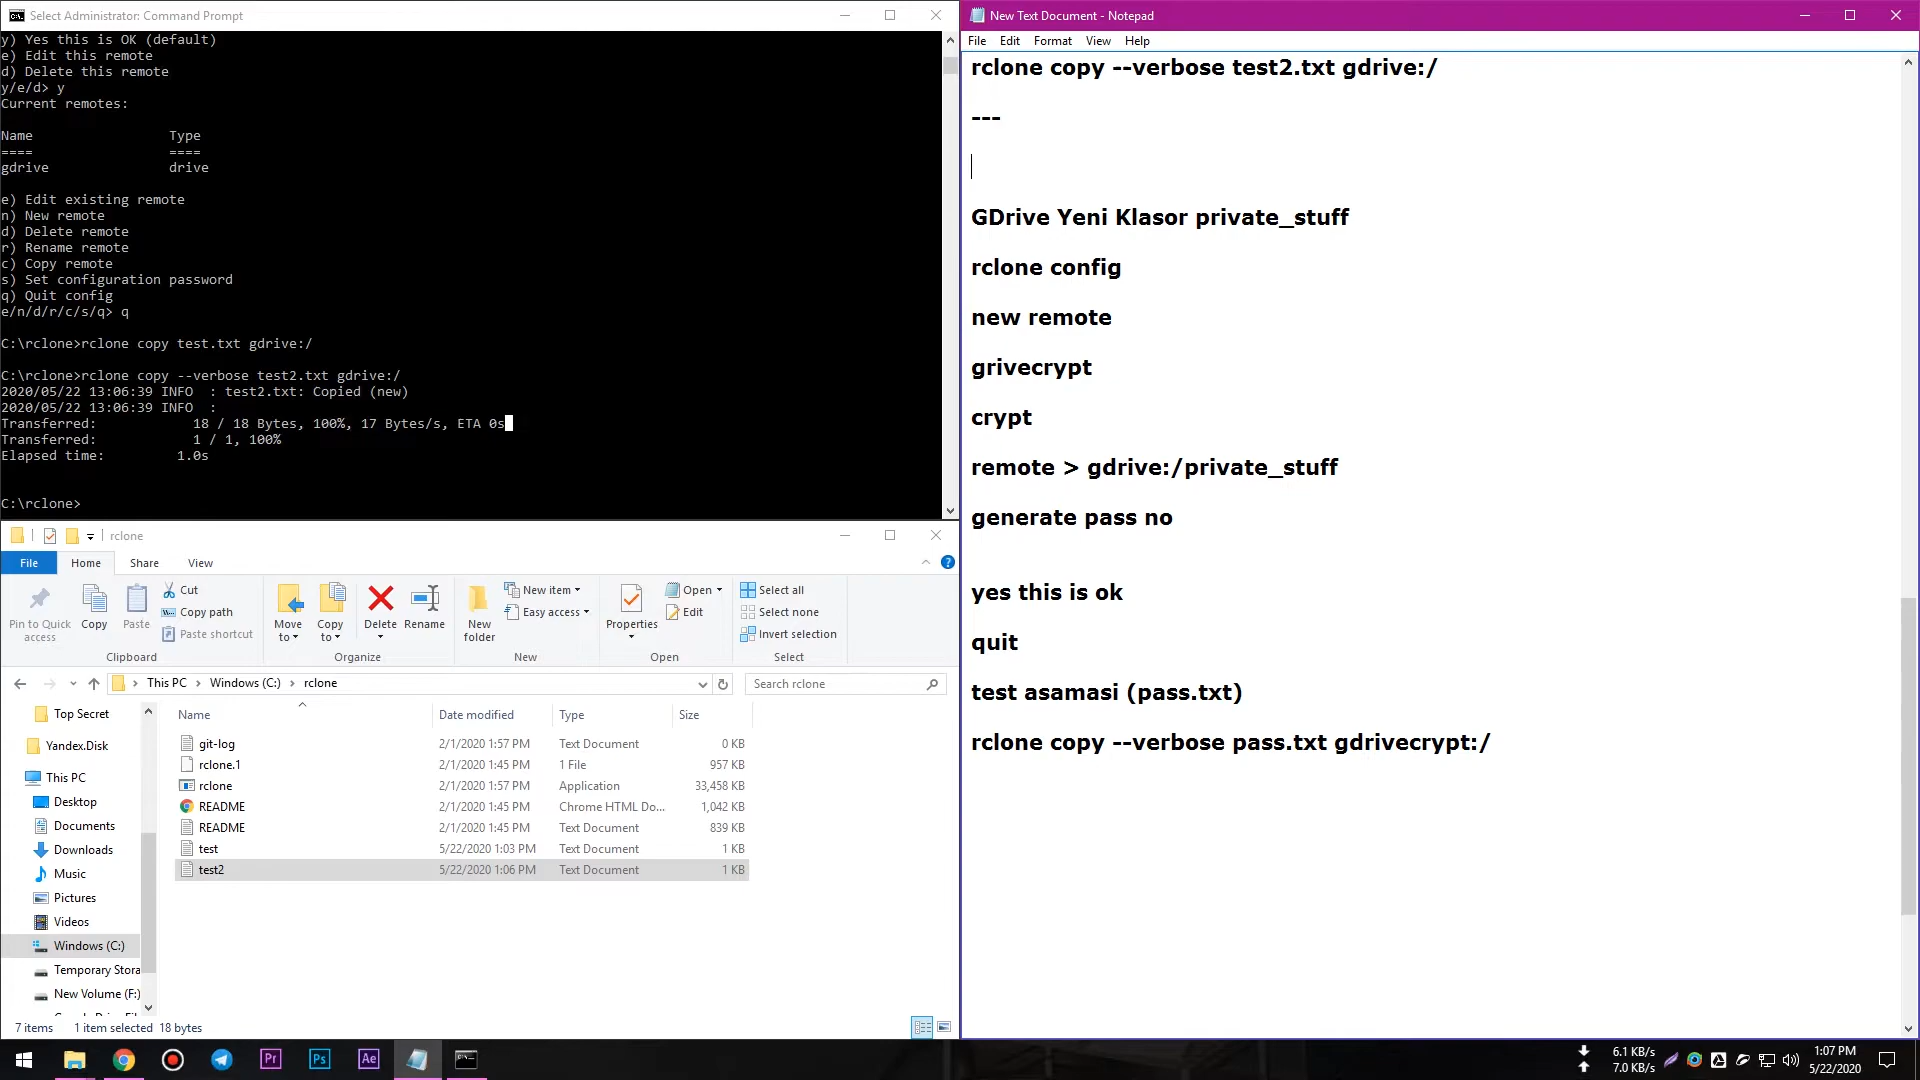 Select Administrator: Command Prompt
y) Yes this is OK (default)
e) Edit this remote
d) Delete this remote
y/e/d> y
Current remotes:
Name Type
==== ====
gdrive drive
e) Edit existing remote
n) New remote
d) Delete remote
r) Rename remote
c) Copy remote
s) Set configuration password
q) Quit config
e/n/d/r/c/s/q> q
C:\rclone>rclone copy test.txt gdrive:/
C:\rclone>rclone copy --verbose test2.txt gdrive:/
2020/05/22 13:06:39 INFO : test2.txt: Copied (new)
2020/05/22 13:06:39 INFO :
Transferred: 18 / 18 Bytes, 100%, 17 Bytes/s, ETA 0s
Transferred: 1 / 1, 100%
Elapsed time: 1.0s
C:\rclone>
rclone
File Home Share View
Pin to Quick access
Copy
Paste
Cut
Copy path
Paste shortcut
Clipboard
Move to
Copy to
Delete
Rename
Organize
New folder
New item
Easy access
New
Properties
Open
Edit
Open
Select all
Select none
Invert selection
Select
This PC > Windows (C:) > rclone
Search rclone
Top Secret
Yandex.Disk
This PC
Desktop
Documents
Downloads
Music
Pictures
Videos
Windows (C:)
Temporary Stora
New Volume (F:)
Name Date modified Type Size
git-log 2/1/2020 1:57 PM Text Document 0 KB
rclone.1 2/1/2020 1:45 PM 1 File 957 KB
rclone 2/1/2020 1:57 PM Application 33,458 KB
README 2/1/2020 1:45 PM Chrome HTML Do... 1,042 KB
README 2/1/2020 1:45 PM Text Document 839 KB
test 5/22/2020 1:03 PM Text Document 1 KB
test2 5/22/2020 1:06 PM Text Document 1 KB
7 items 1 item selected 18 bytes
New Text Document - Notepad
File Edit Format View Help
rclone copy --verbose test2.txt gdrive:/
---
GDrive Yeni Klasor private_stuff
rclone config
new remote
grivecrypt
crypt
remote > gdrive:/private_stuff
generate pass no
yes this is ok
quit
test asamasi (pass.txt)
rclone copy --verbose pass.txt gdrivecrypt:/
Pr
Ps
Ae
6.1 KB/s
7.0 KB/s
1:07 PM
5/22/2020